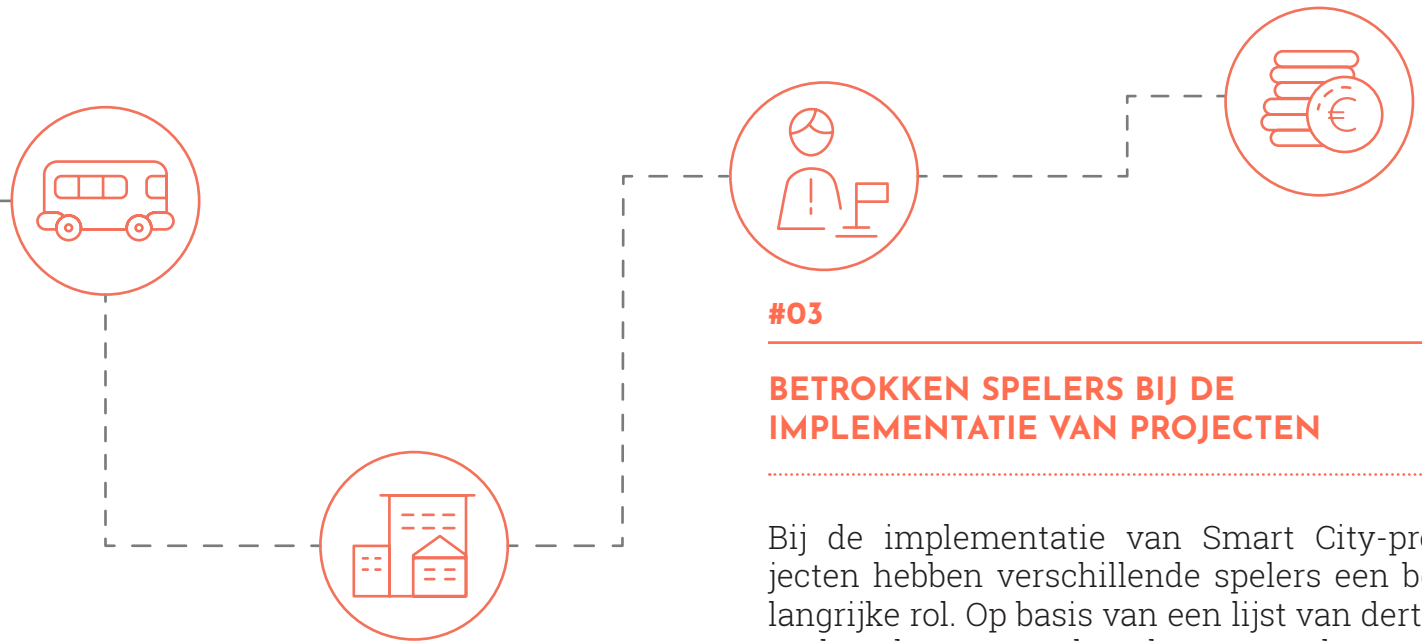 #03
BETROKKEN SPELERS BIJ DE
IMPLEMENTATIE VAN PROJECTEN
Bij de implementatie van Smart City-pro
jecten hebben verschillende spelers een be
langrijke rol. Op basis van een lijst van dert